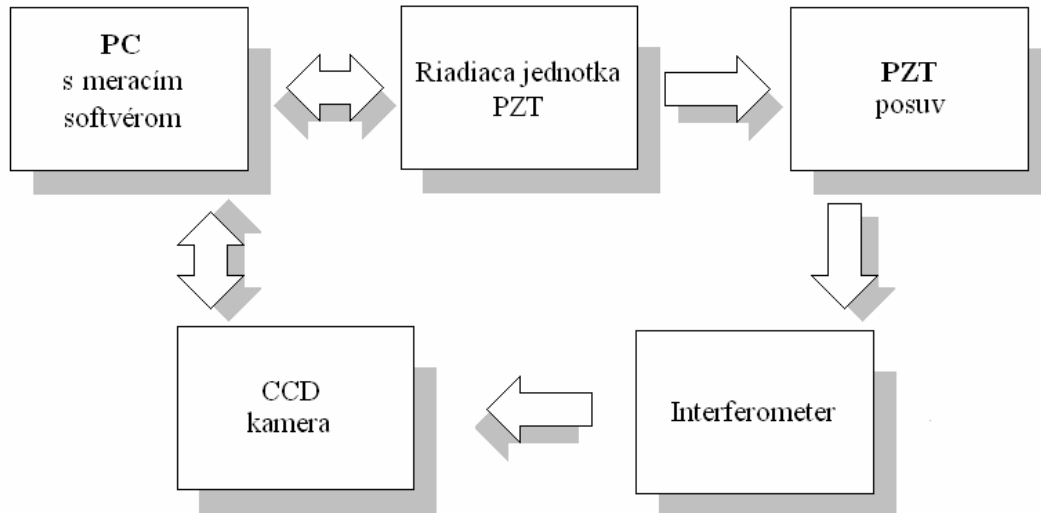 PC
s meracím
softvérom
Riadiaca jednotka
PZT
PZT
posuv
CCD
kamera
Interferometer